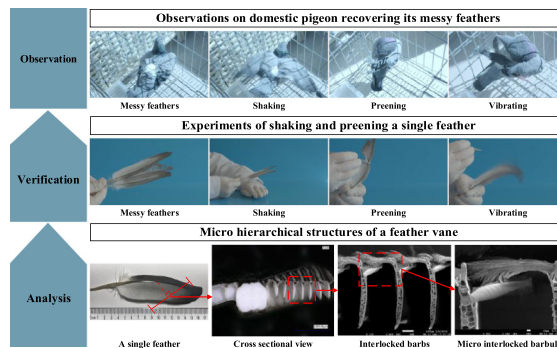 Observations on domestic pigeon recovering its messy feathers
Observation
Messy feathers
Shaking
Preening
Vibrating
Experiments of shaking and preening a single feather
Verification
Messy feathers
Shaking
Preening
Vibrating
Micro hierarchical structures of a feather vane
Analysis
A single feather
Cross sectional view
Interlocked barbs
Micro interlocked barbul